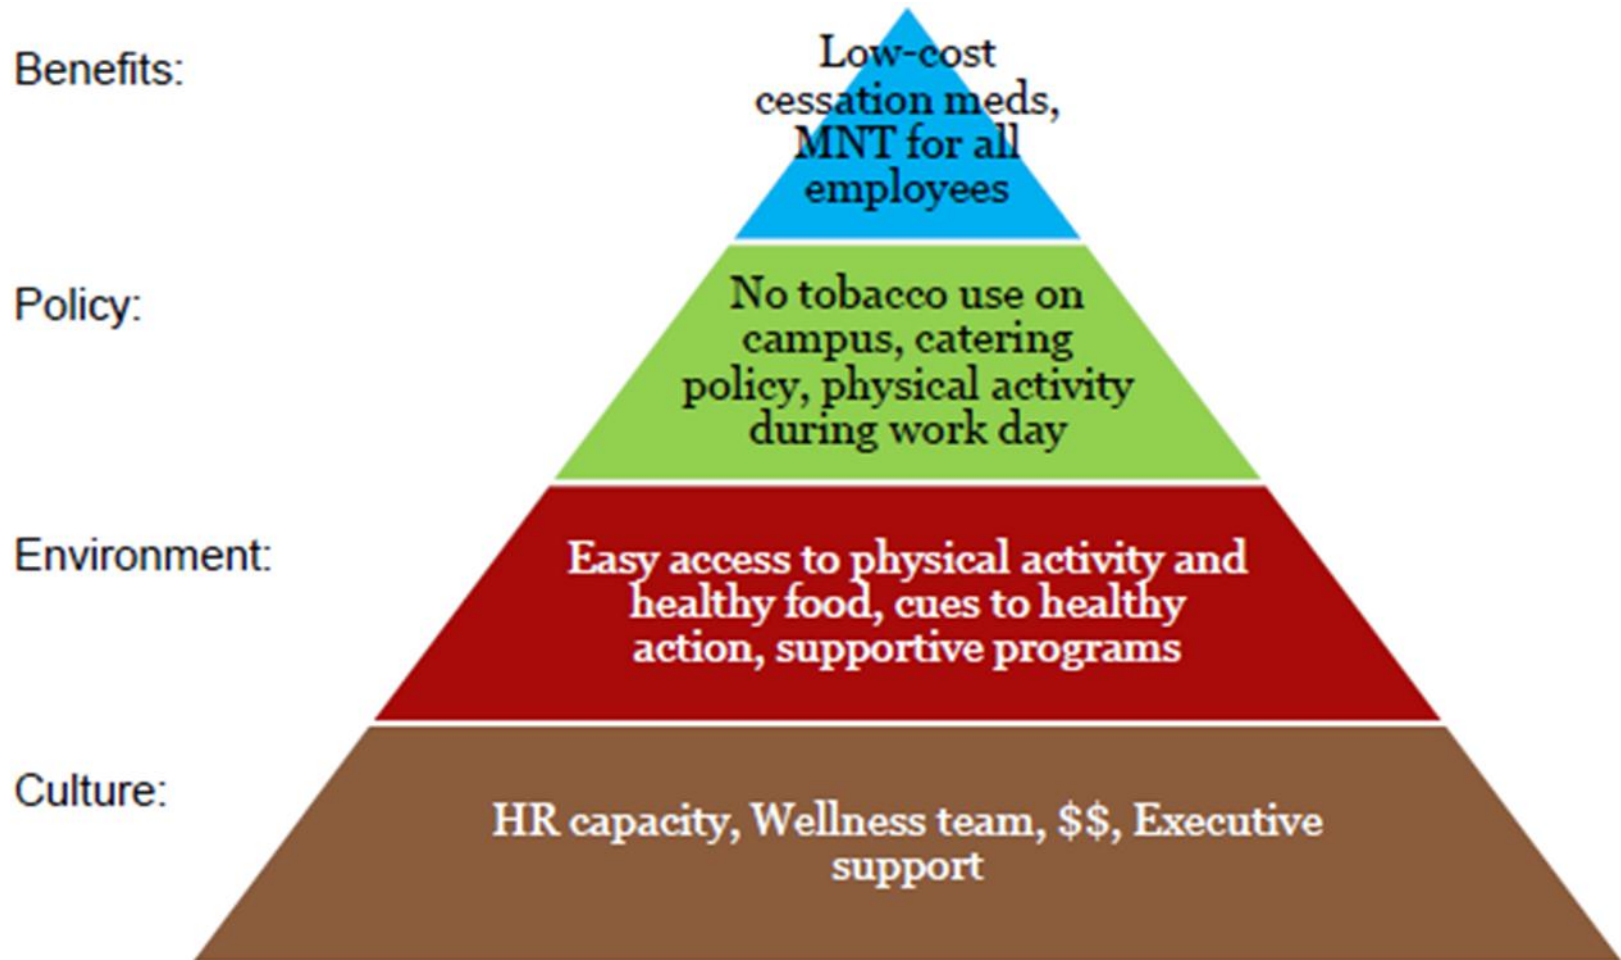 Benefits:
Low-cost
cessation meds,
MNT for all
employees
Policy:
No tobacco use on
campus, catering
policy, physical activity
during work day
Environment:
Easy access to physical activity and
healthy food, cues to healthy
action, supportive programs
Culture:
HR capacity, Wellness team, $$, Executive
support